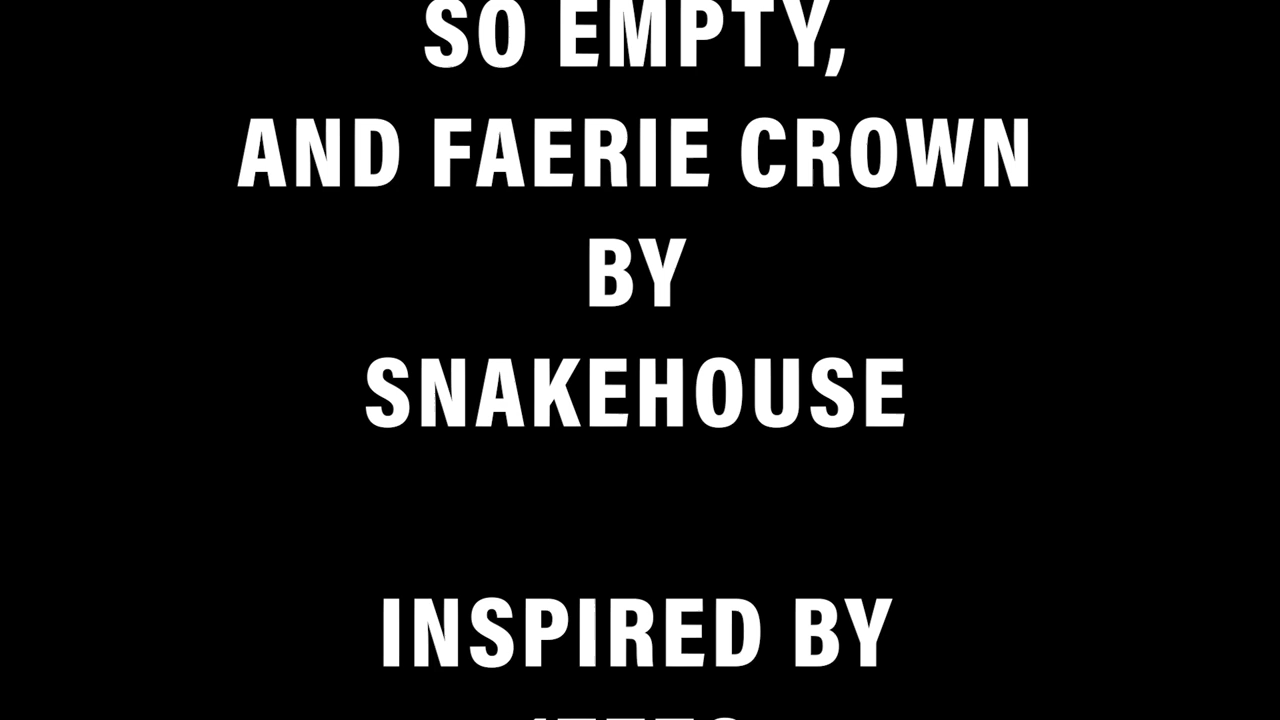 SO EMPTY,
AND FAERIE CROWN
BY
SNAKEHOUSE
INSPIRED BY